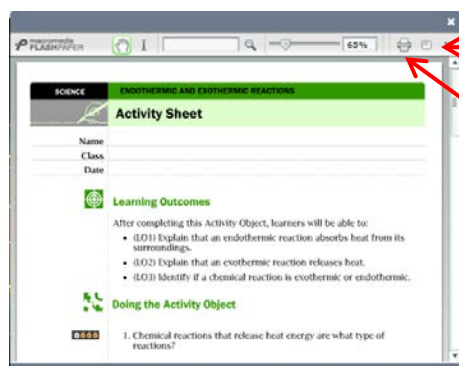 macromedia
FLASHPAPER
65%
SCIENCE
ENDOTHERMIC AND EXOTHERMIC REACTIONS
Activity Sheet
Name
Class
Date
Learning Outcomes
After completing this Activity Object, learners will be able to:
• (LO1) Explain that an endothermic reaction absorbs heat from its
surroundings.
• (LO2) Explain that an exothermic reaction releases heat.
• (LO3) Identify if a chemical reaction is exothermic or endothermic.
Doing the Activity Object
1. Chemical reactions that release heat energy are what type of
reactions?